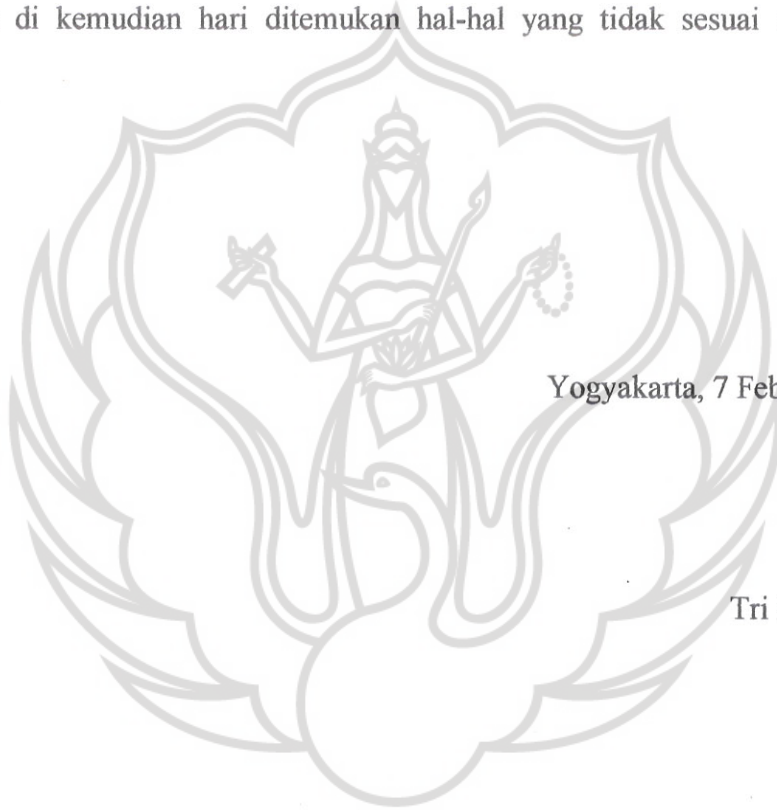 di kemudian hari ditemukan hal-hal yang tidak sesuai
Yogyakarta, 7 Feb
Tri